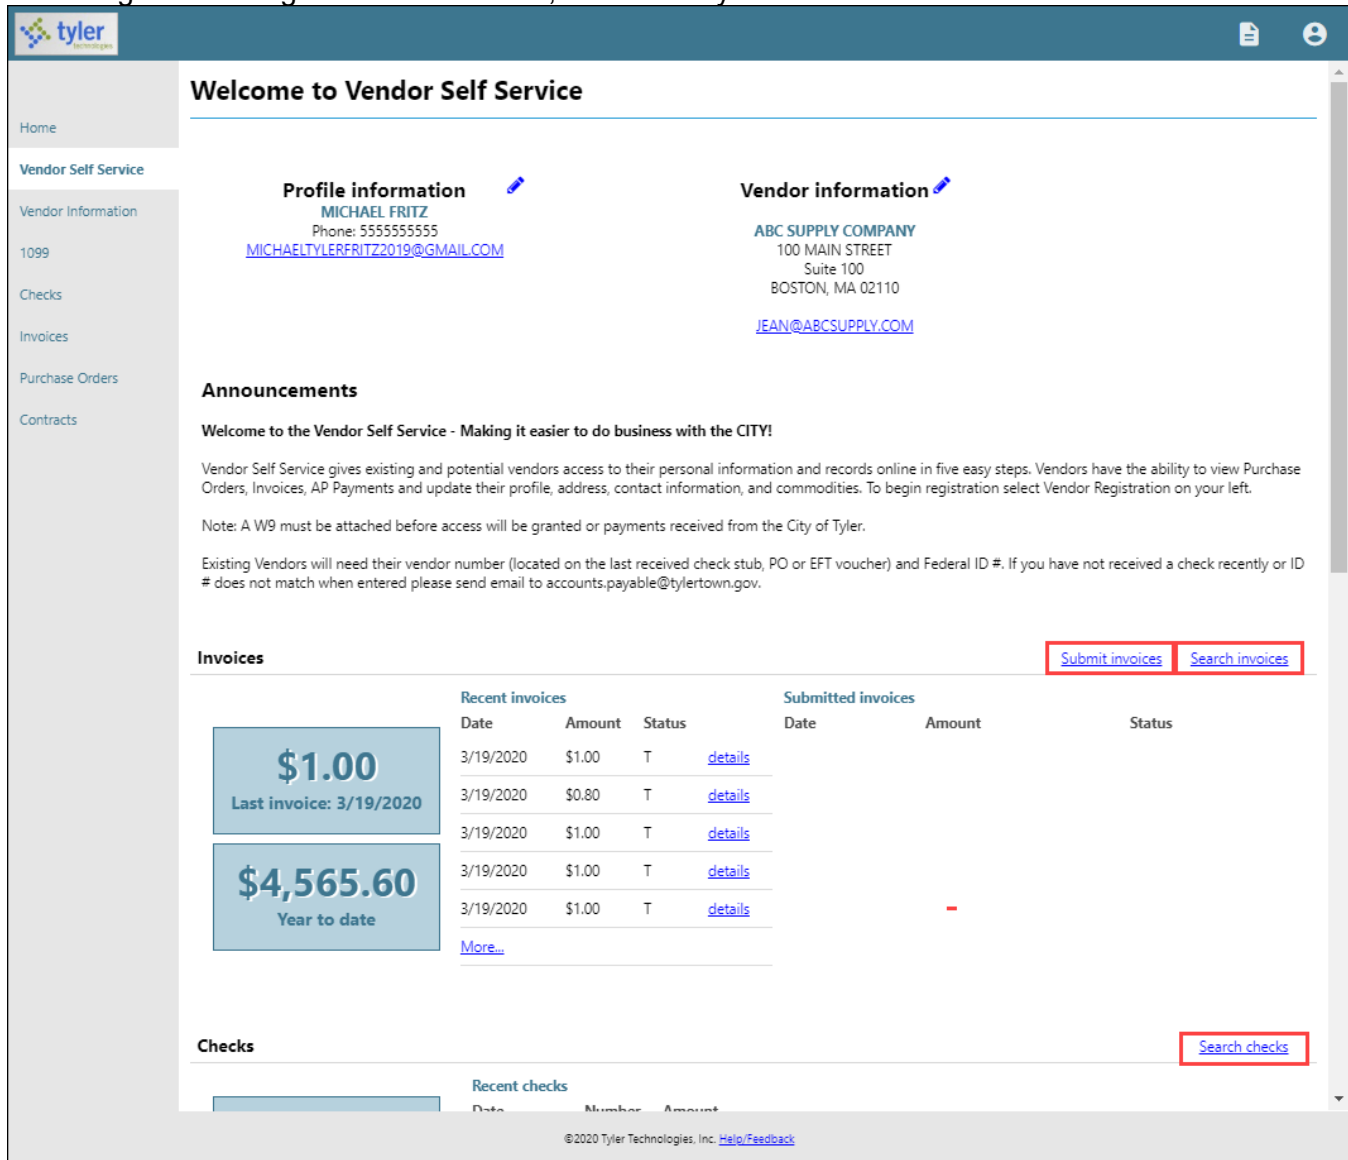 tyler
technologies
Welcome to Vendor Self Service
Home
Vendor Self Service
Vendor Information
1099
Checks
Invoices
Purchase Orders
Contracts
Profile information
MICHAEL FRITZ
Phone: 5555555555
MICHAELTYLERFRITZ2019@GMAIL.COM
Vendor information
ABC SUPPLY COMPANY
100 MAIN STREET
Suite 100
BOSTON, MA 02110
JEAN@ABCSUPPLY.COM
Announcements
Welcome to the Vendor Self Service - Making it easier to do business with the CITY!
Vendor Self Service gives existing and potential vendors access to their personal information and records online in five easy steps. Vendors have the ability to view Purchase
Orders, Invoices, AP Payments and update their profile, address, contact information, and commodities. To begin registration select Vendor Registration on your left.
Note: A W9 must be attached before access will be granted or payments received from the City of Tyler.
Existing Vendors will need their vendor number (located on the last received check stub, PO or EFT voucher) and Federal ID #. If you have not received a check recently or ID
# does not match when entered please send email to accounts.payable@tylertown.gov.
Invoices Submit invoices Search invoices
$1.00
Last invoice: 3/19/2020
$4,565.60
Year to date
Recent invoices
Date Amount Status
3/19/2020 $1.00 T details
3/19/2020 $0.80 T details
3/19/2020 $1.00 T details
3/19/2020 $1.00 T details
3/19/2020 $1.00 T details
More...
Submitted invoices
Date Amount Status
Checks Search checks
Recent checks
Date Number Amount
©2020 Tyler Technologies, Inc. Help/Feedback